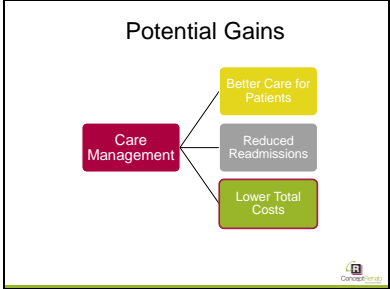 Potential Gains
Care
Management
Better Care for
Patients
Reduced
Readmissions
Lower Total
Costs
R
ConceptRehab